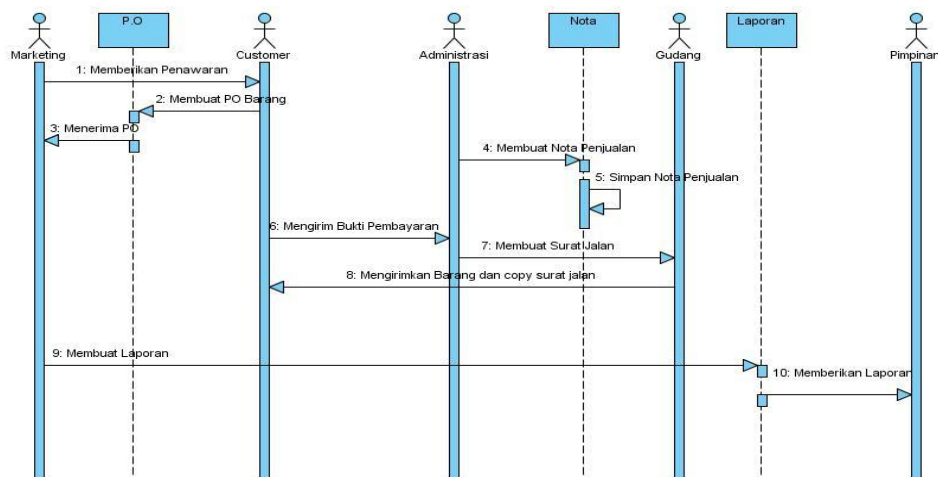 P.O
Nota
Laporan
Marketing
Customer
Administrasi
Gudang
Pimpinan
1: Memberikan Penawaran
2: Membuat PO Barang
3: Menerima PO
4: Membuat Nota Penjualan
5: Simpan Nota Penjualan
6: Mengirim Bukti Pembayaran
7: Membuat Surat Jalan
8: Mengirimkan Barang dan copy surat jalan
9: Membuat Laporan
10: Memberikan Laporan